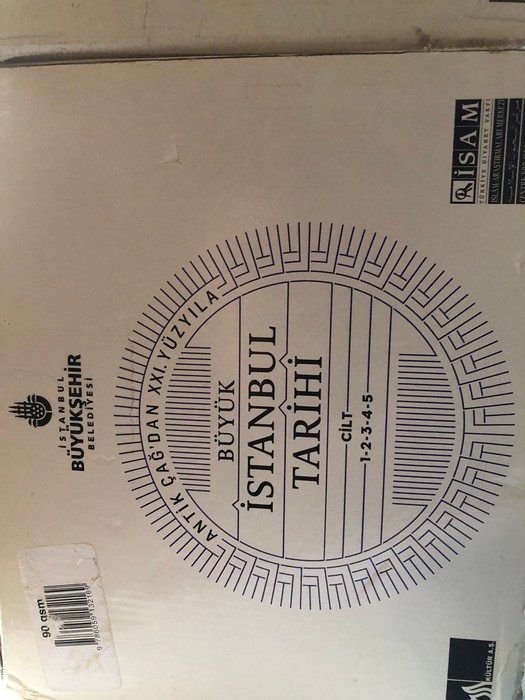 İSTANBUL
BÜYÜKŞEHİR
BELEDİYESİ
ANTİK ÇAĞ'DAN XXI. YÜZYILA
BÜYÜK
İSTANBUL
TARİHİ
CİLT
1-2-3-4-5
İSAM
TÜRKİYE DİYANET VAKFI
İSLAM ARAŞTIRMALARI MERKEZİ
90 asm.
KÜLTÜR A.Ş.